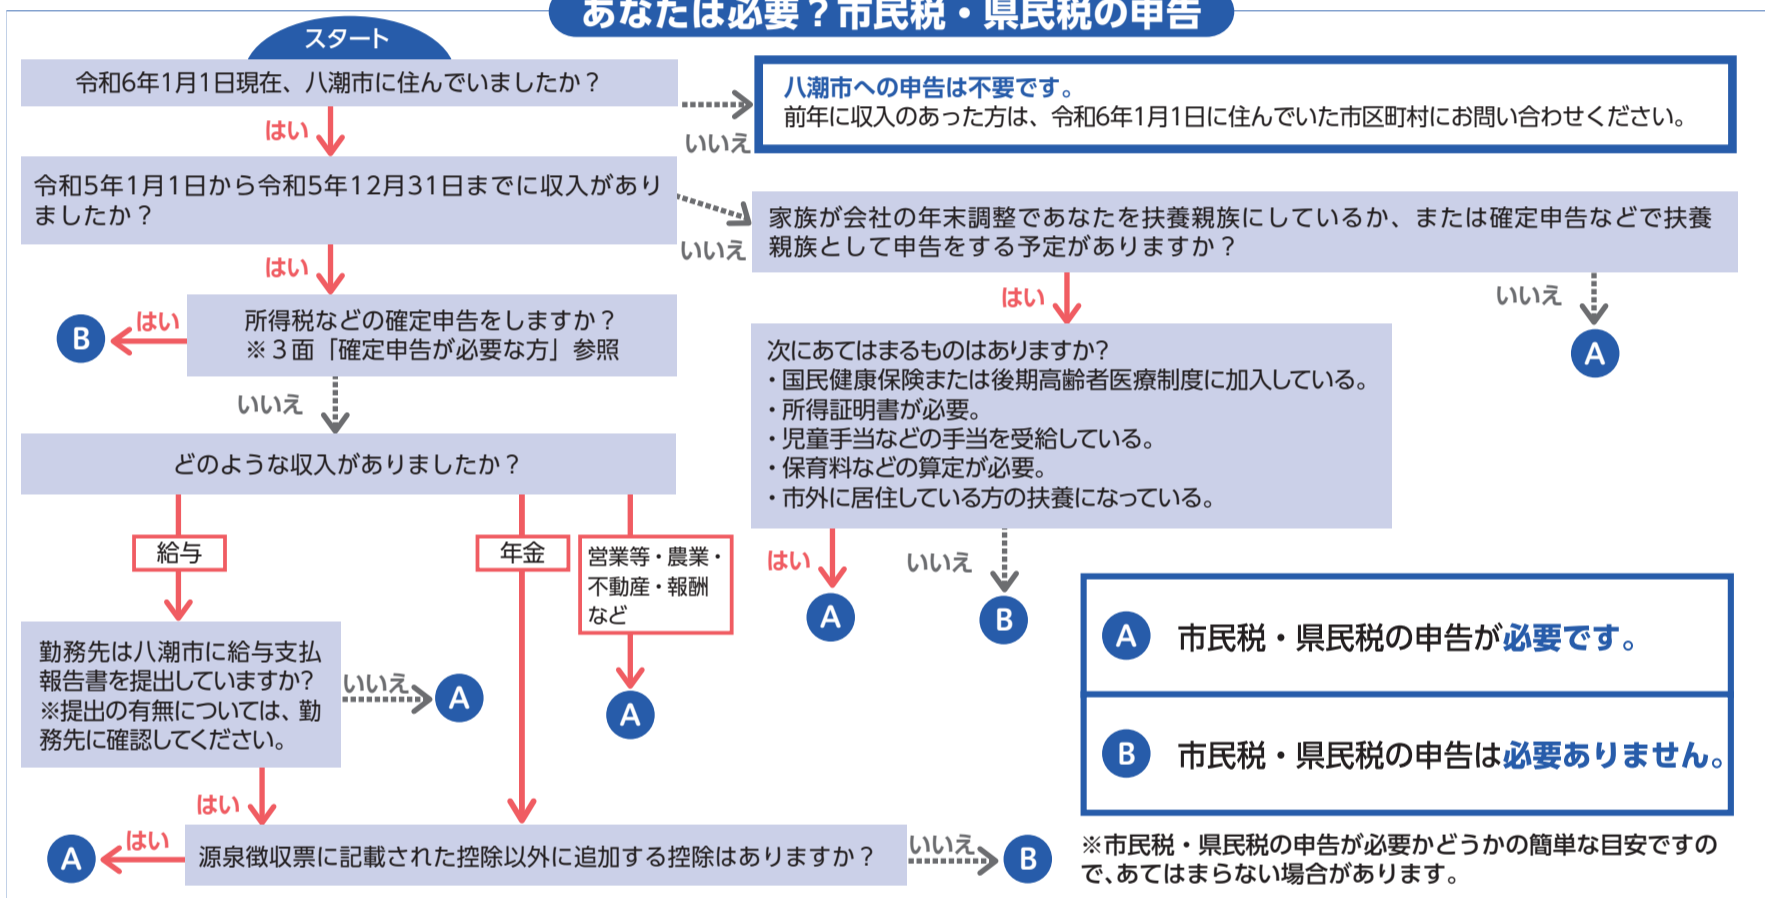 あなたは必要？市民税・県民税の申告
スタート
令和6年1月1日現在、八潮市に住んでいましたか？
はい
いいえ
八潮市への申告は不要です。
前年に収入のあった方は、令和6年1月1日に住んでいた市区町村にお問い合わせください。
令和5年1月1日から令和5年12月31日までに収入があり
ましたか？
はい
いいえ
家族が会社の年末調整であなたを扶養親族にしているか、または確定申告などで扶養
親族として申告をする予定がありますか？
はい
いいえ
A
所得税などの確定申告をしますか？
※３面「確定申告が必要な方」参照
はい
B
いいえ
次にあてはまるものはありますか？
・国民健康保険または後期高齢者医療制度に加入している。
・所得証明書が必要。
・児童手当などの手当を受給している。
・保育料などの算定が必要。
・市外に居住している方の扶養になっている。
はい
A
いいえ
B
どのような収入がありましたか？
給与
年金
営業等・農業・
不動産・報酬
など
A
勤務先は八潮市に給与支払
報告書を提出していますか？
※提出の有無については、勤
務先に確認してください。
いいえ
A
はい
源泉徴収票に記載された控除以外に追加する控除はありますか？
はい
A
いいえ
B
A 市民税・県民税の申告が必要です。
B 市民税・県民税の申告は必要ありません。
※市民税・県民税の申告が必要かどうかの簡単な目安ですの
で、あてはまらない場合があります。